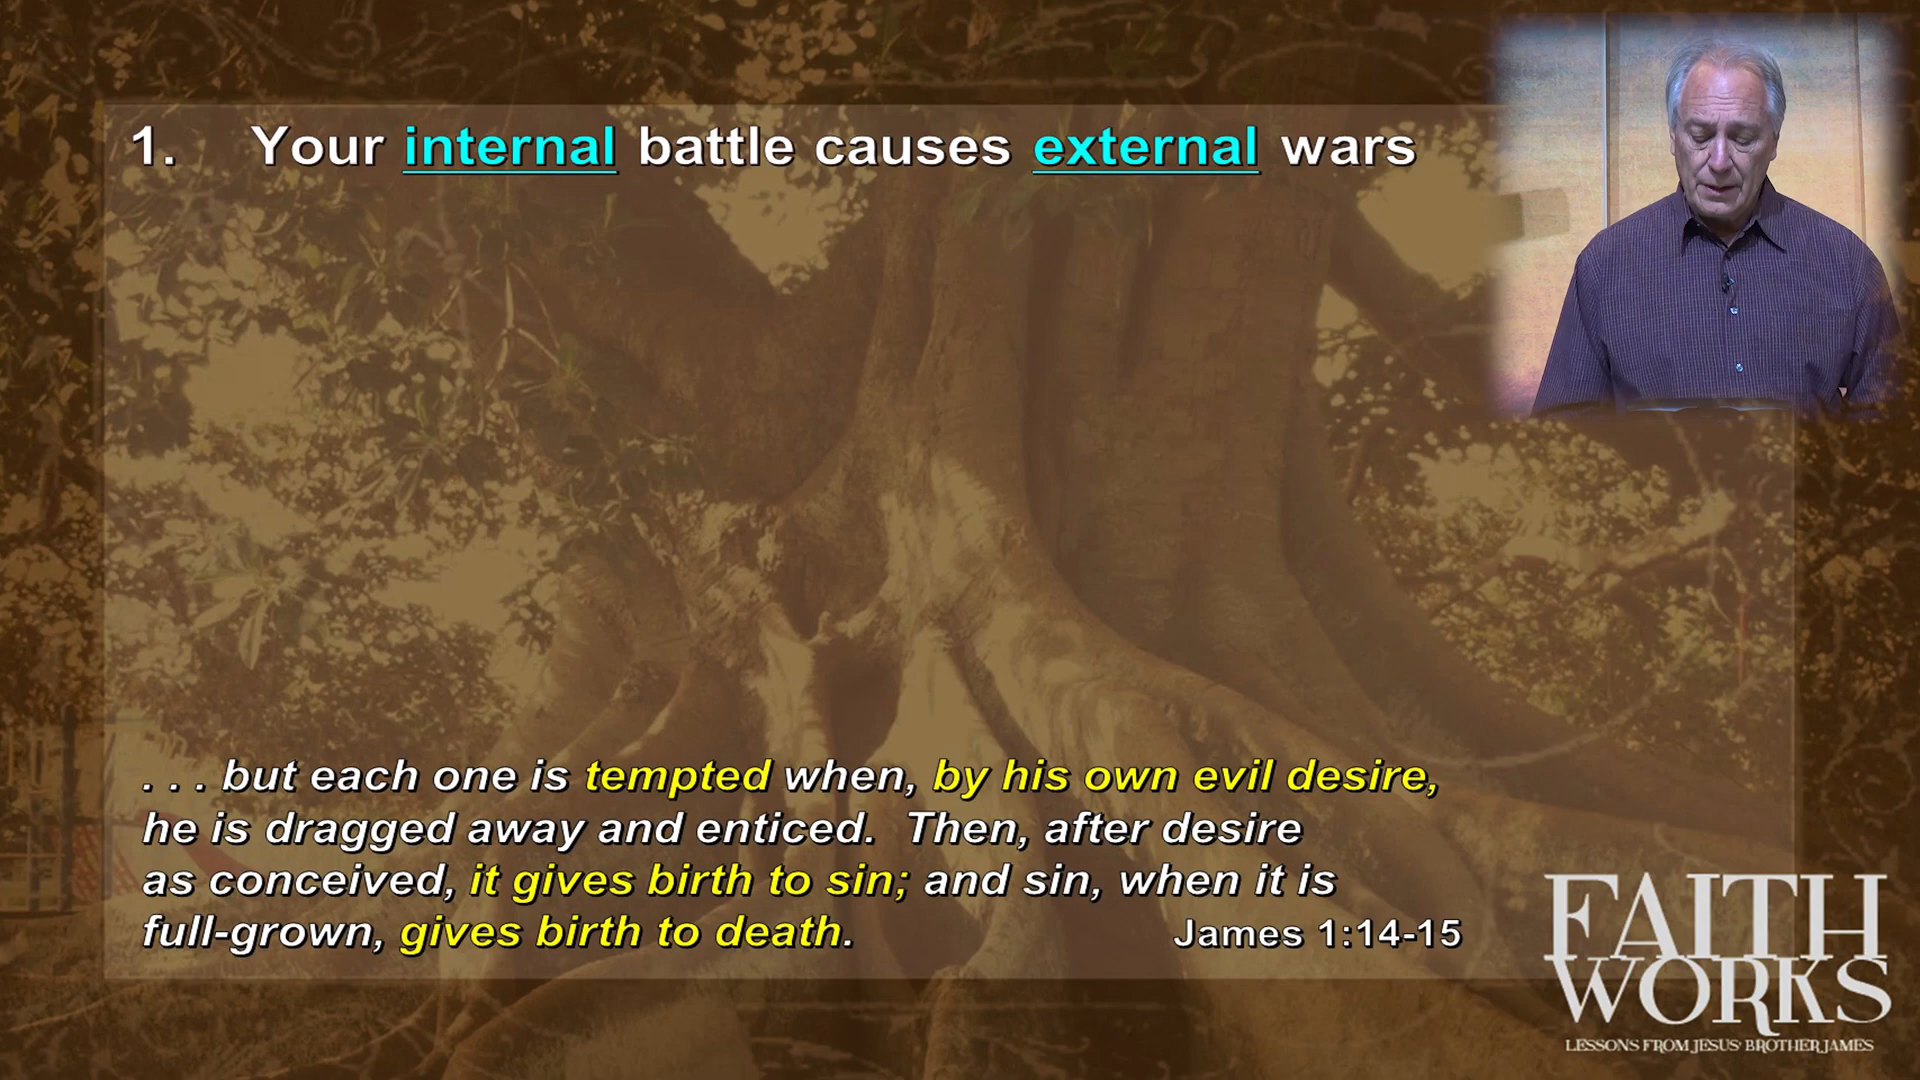 1. Your internal battle causes external wars
. . . but each one is tempted when, by his own evil desire,
he is dragged away and enticed. Then, after desire
as conceived, it gives birth to sin; and sin, when it is
full-grown, gives birth to death. James 1:14-15
FAITH
WORKS
LESSONS FROM JESUS' BROTHER JAMES